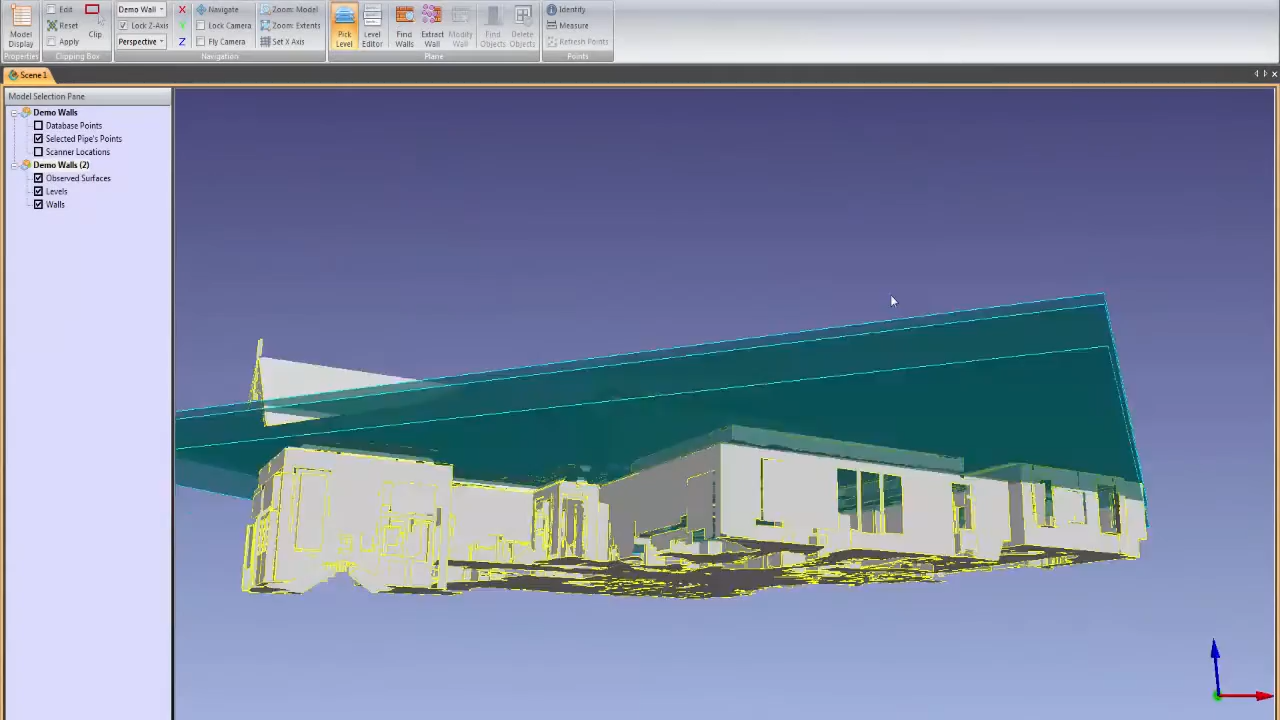 Edit
Reset
Apply
Clip
Model
Display
Properties
Clipping Box
Demo Wall
Lock Z-Axis
Perspective
X
Y
Z
Navigate
Lock Camera
Fly Camera
Zoom: Model
Zoom: Extents
Set X Axis
Navigation
Pick
Level
Level
Editor
Find
Walls
Extract
Wall
Modify
Wall
Find
Objects
Delete
Objects
Plane
Identify
Measure
Refresh Points
Points
Scene1
Model Selection Pane
Demo Walls
Database Points
Selected Pipe's Points
Scanner Locations
Demo Walls (2)
Observed Surfaces
Levels
Walls